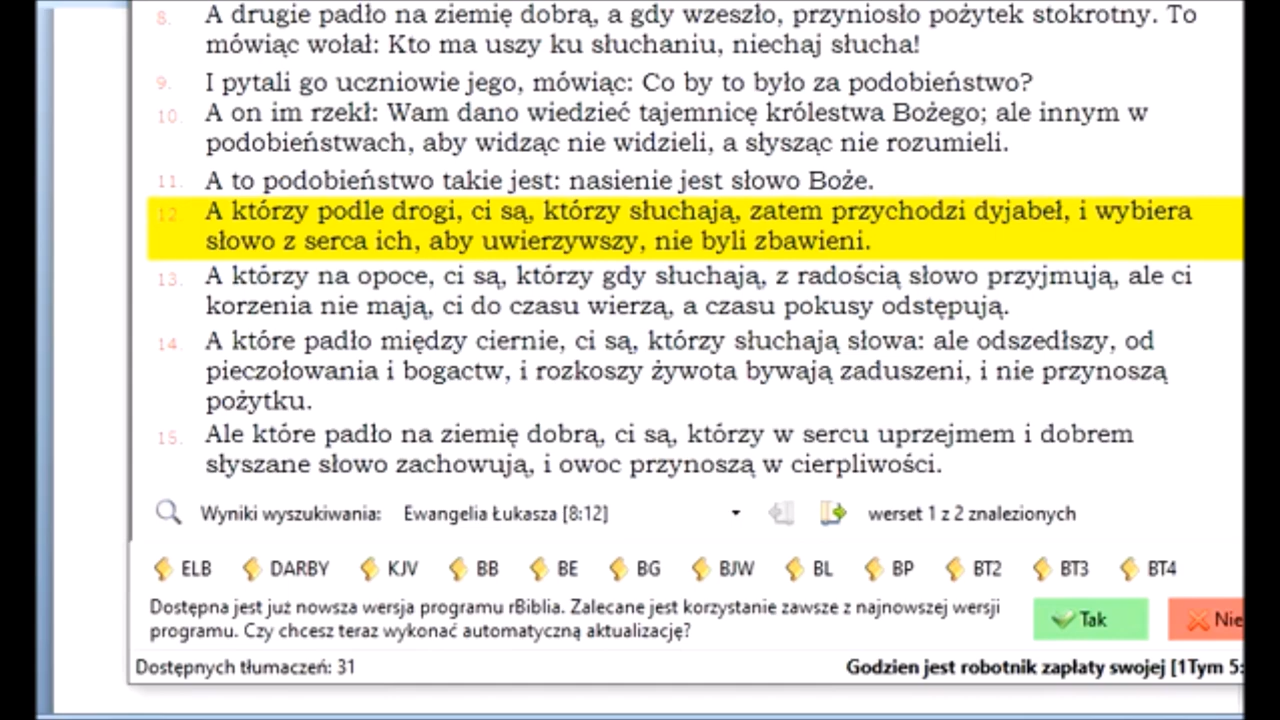 8. A drugie padło na ziemię dobrą, a gdy wzeszło, przyniosło pożytek stokrotny. To
mówiąc wołał: Kto ma uszy ku słuchaniu, niechaj słucha!
9. I pytali go uczniowie jego, mówiąc: Co by to było za podobieństwo?
10. A on im rzekł: Wam dano wiedzieć tajemnicę królestwa Bożego; ale innym w
podobieństwach, aby widząc nie widzieli, a słysząc nie rozumieli.
11. A to podobieństwo takie jest: nasienie jest słowo Boże.
12. A którzy podle drogi, ci są, którzy słuchają, zatem przychodzi dyjabeł, i wybiera
słowo z serca ich, aby uwierzywszy, nie byli zbawieni.
13. A którzy na opoce, ci są, którzy gdy słuchają, z radością słowo przyjmują, ale ci
korzenia nie mają, ci do czasu wierzą, a czasu pokusy odstępują.
14. A które padło między ciernie, ci są, którzy słuchają słowa: ale odszedłszy, od
pieczołowania i bogactw, i rozkoszy żywota bywają zaduszeni, i nie przynoszą
pożytku.
15. Ale które padło na ziemię dobrą, ci są, którzy w sercu uprzejmem i dobrem
słyszane słowo zachowują, i owoc przynoszą w cierpliwości.
Wyniki wyszukiwania: Ewangelia Łukasza [8:12] werset 1 z 2 znalezionych
ELB DARBY KJV BB BE BG BJW BL BP BT2 BT3 BT4
Dostępna jest już nowsza wersja programu rBiblia. Zalecane jest korzystanie zawsze z najnowszej wersji
programu. Czy chcesz teraz wykonać automatyczną aktualizację? Tak Nie
Dostępnych tłumaczeń: 31 Godzien jest robotnik zapłaty swojej [1Tym 5: